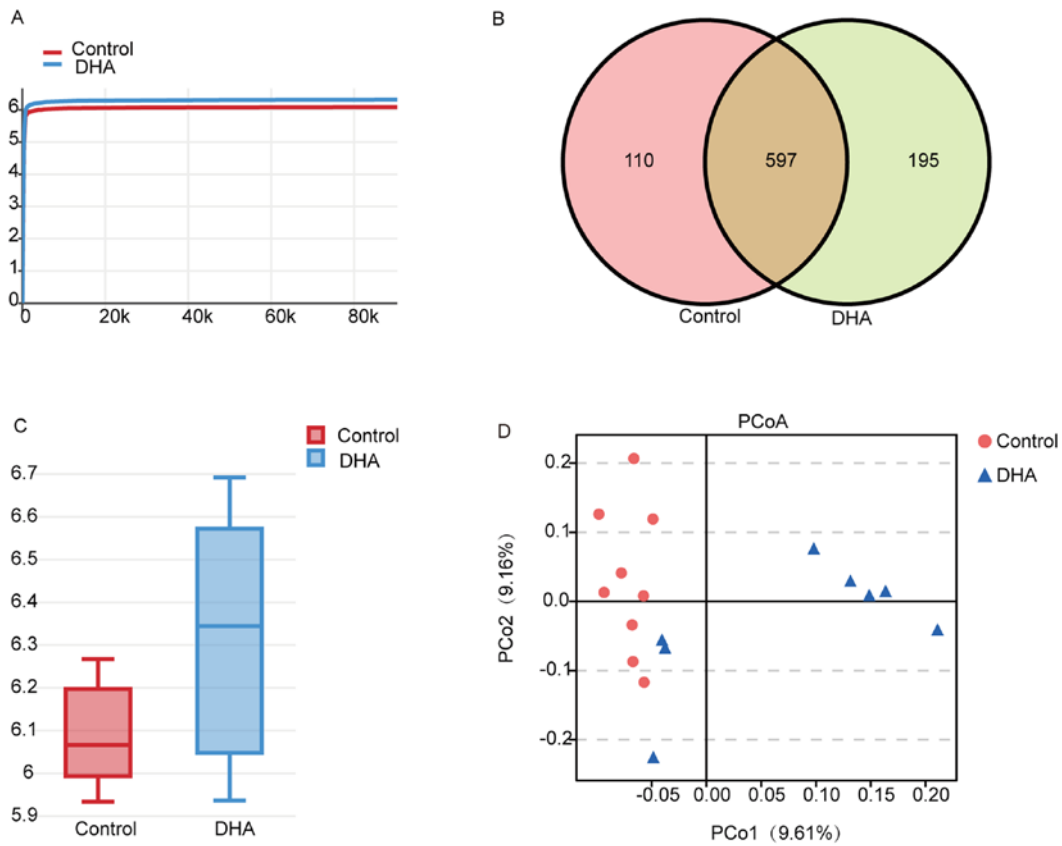 A
Control
DHA
6
5
4
3
2
1
0
0 20k 40k 60k 80k
B
110 597 195
Control DHA
C
Control
DHA
6.7
6.6
6.5
6.4
6.3
6.2
6.1
6
5.9
Control DHA
D
PCoA
Control
DHA
PCo2（9.16%）
0.2
0.1
0.0
-0.1
-0.2
-0.05 0.00 0.05 0.10 0.15 0.20
PCo1（9.61%）